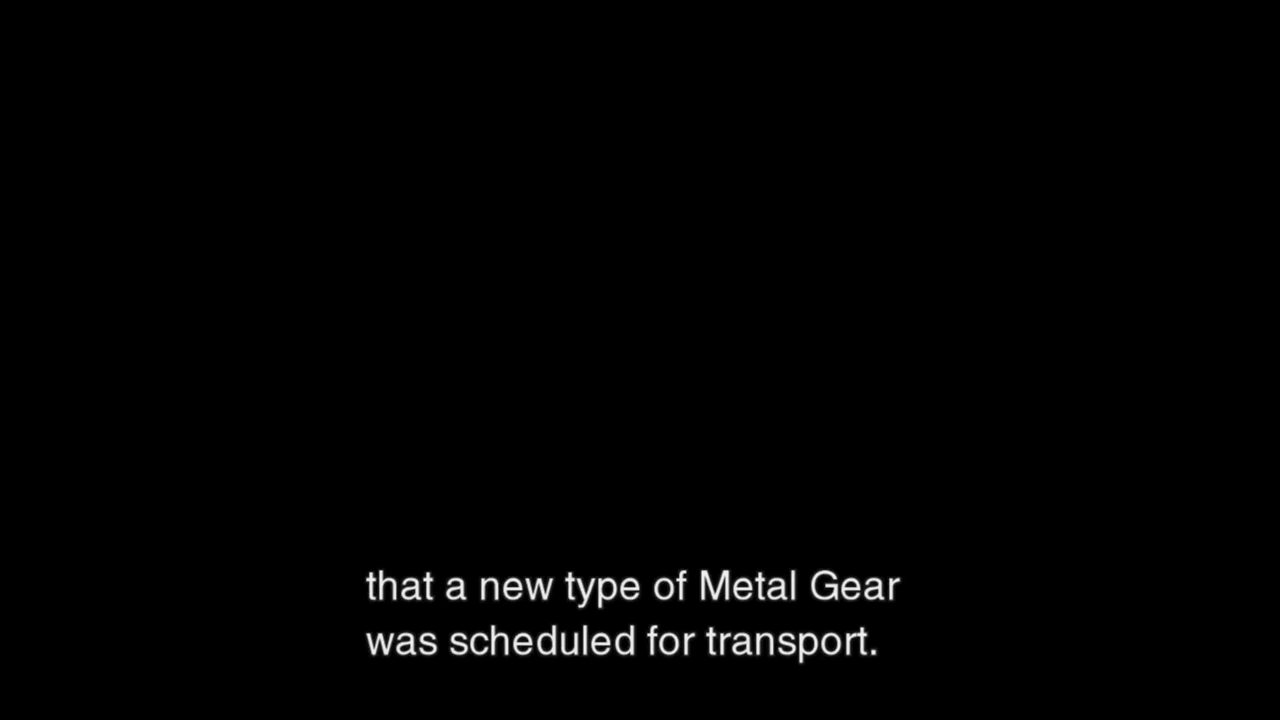 that a new type of Metal Gear
was scheduled for transport.